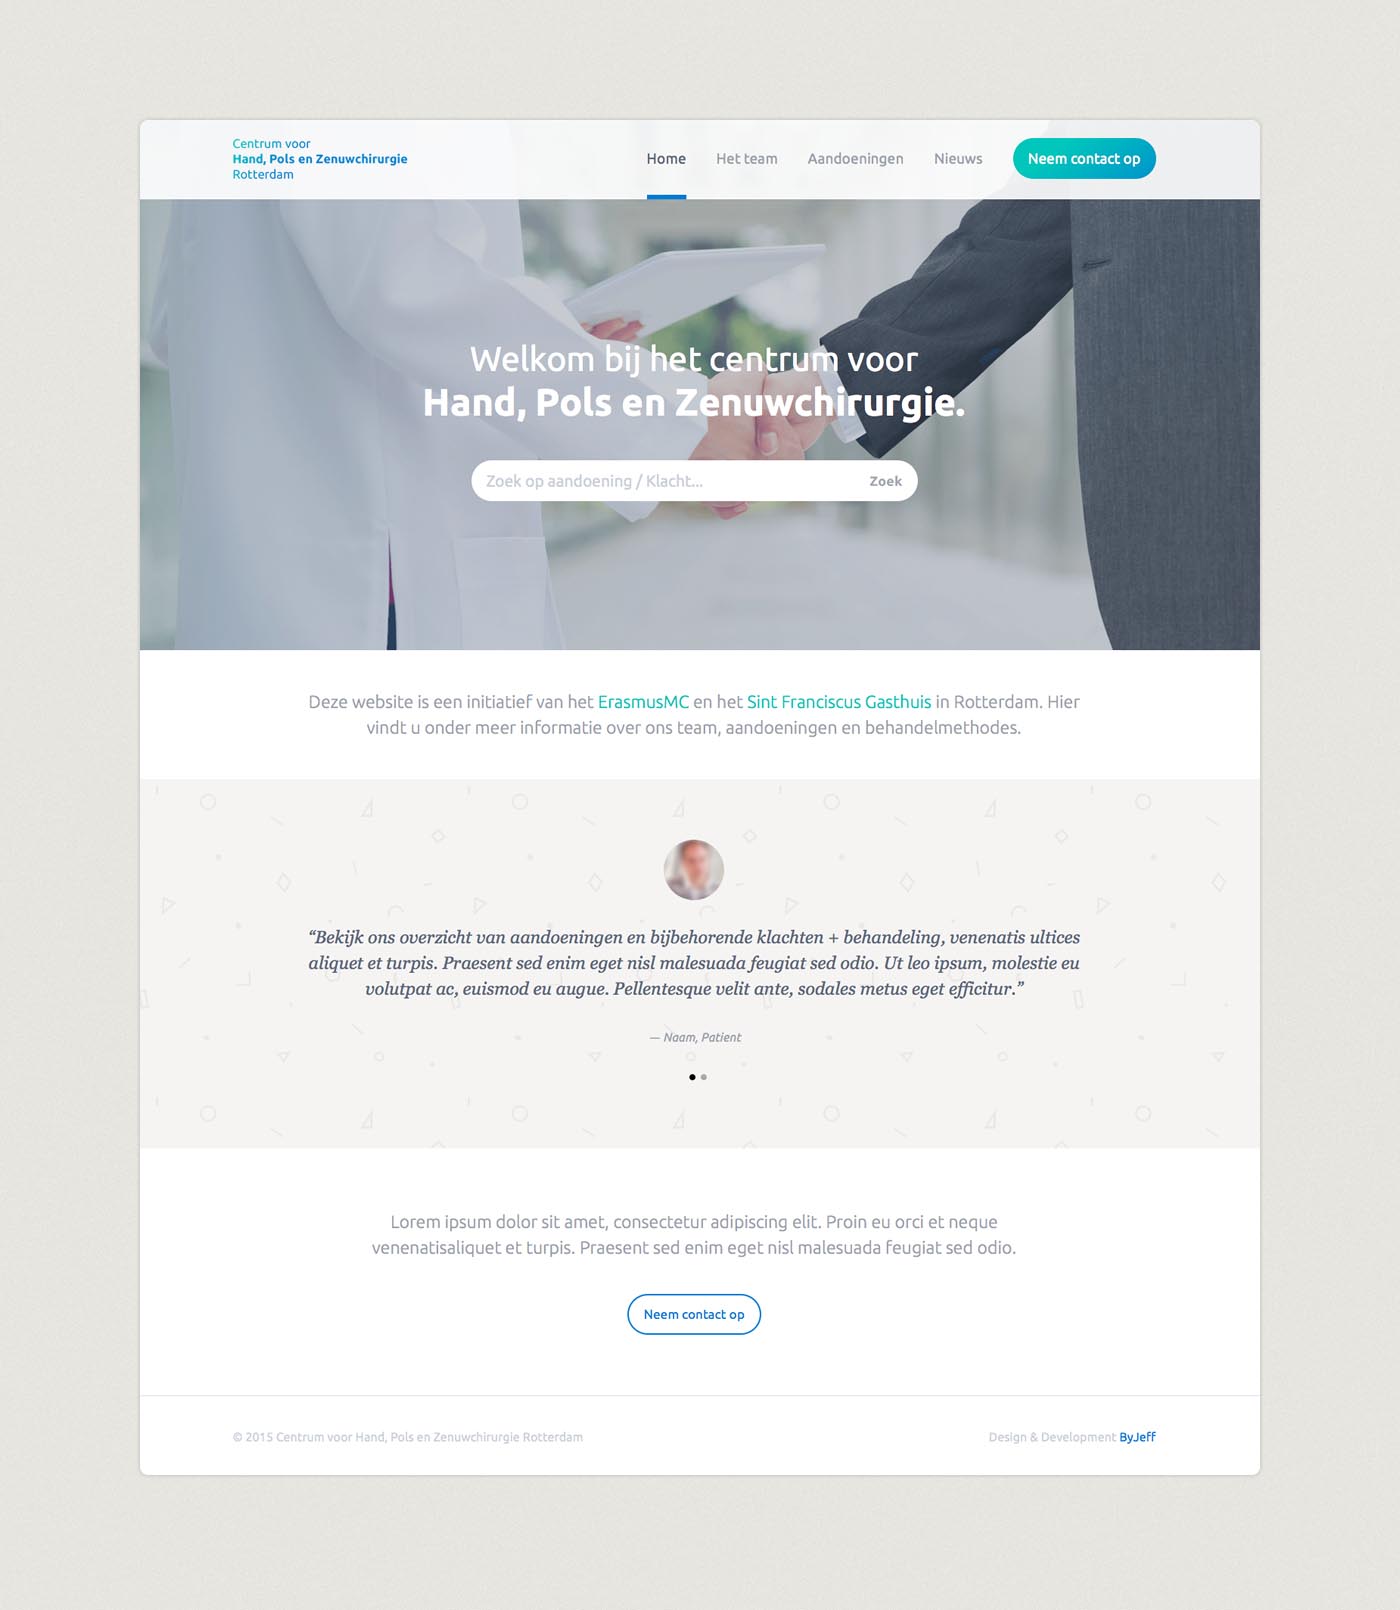 Centrum voor
Hand, Pols en Zenuwchirurgie
Rotterdam
Home Het team Aandoeningen Nieuws Neem contact op
Welkom bij het centrum voor
Hand, Pols en Zenuwchirurgie.
Zoek op aandoening / Klacht... Zoek
Deze website is een initiatief van het ErasmusMC en het Sint Franciscus Gasthuis in Rotterdam. Hier
vindt u onder meer informatie over ons team, aandoeningen en behandelmethodes.
“Bekijk ons overzicht van aandoeningen en bijbehorende klachten + behandeling, venenatis ultices
aliquet et turpis. Praesent sed enim eget nisl malesuada feugiat sed odio. Ut leo ipsum, molestie eu
volutpat ac, euismod eu augue. Pellentesque velit ante, sodales metus eget efficitur.”
— Naam, Patient
Lorem ipsum dolor sit amet, consectetur adipiscing elit. Proin eu orci et neque
venenatisaliquet et turpis. Praesent sed enim eget nisl malesuada feugiat sed odio.
Neem contact op
© 2015 Centrum voor Hand, Pols en Zenuwchirurgie Rotterdam
Design & Development ByJeff